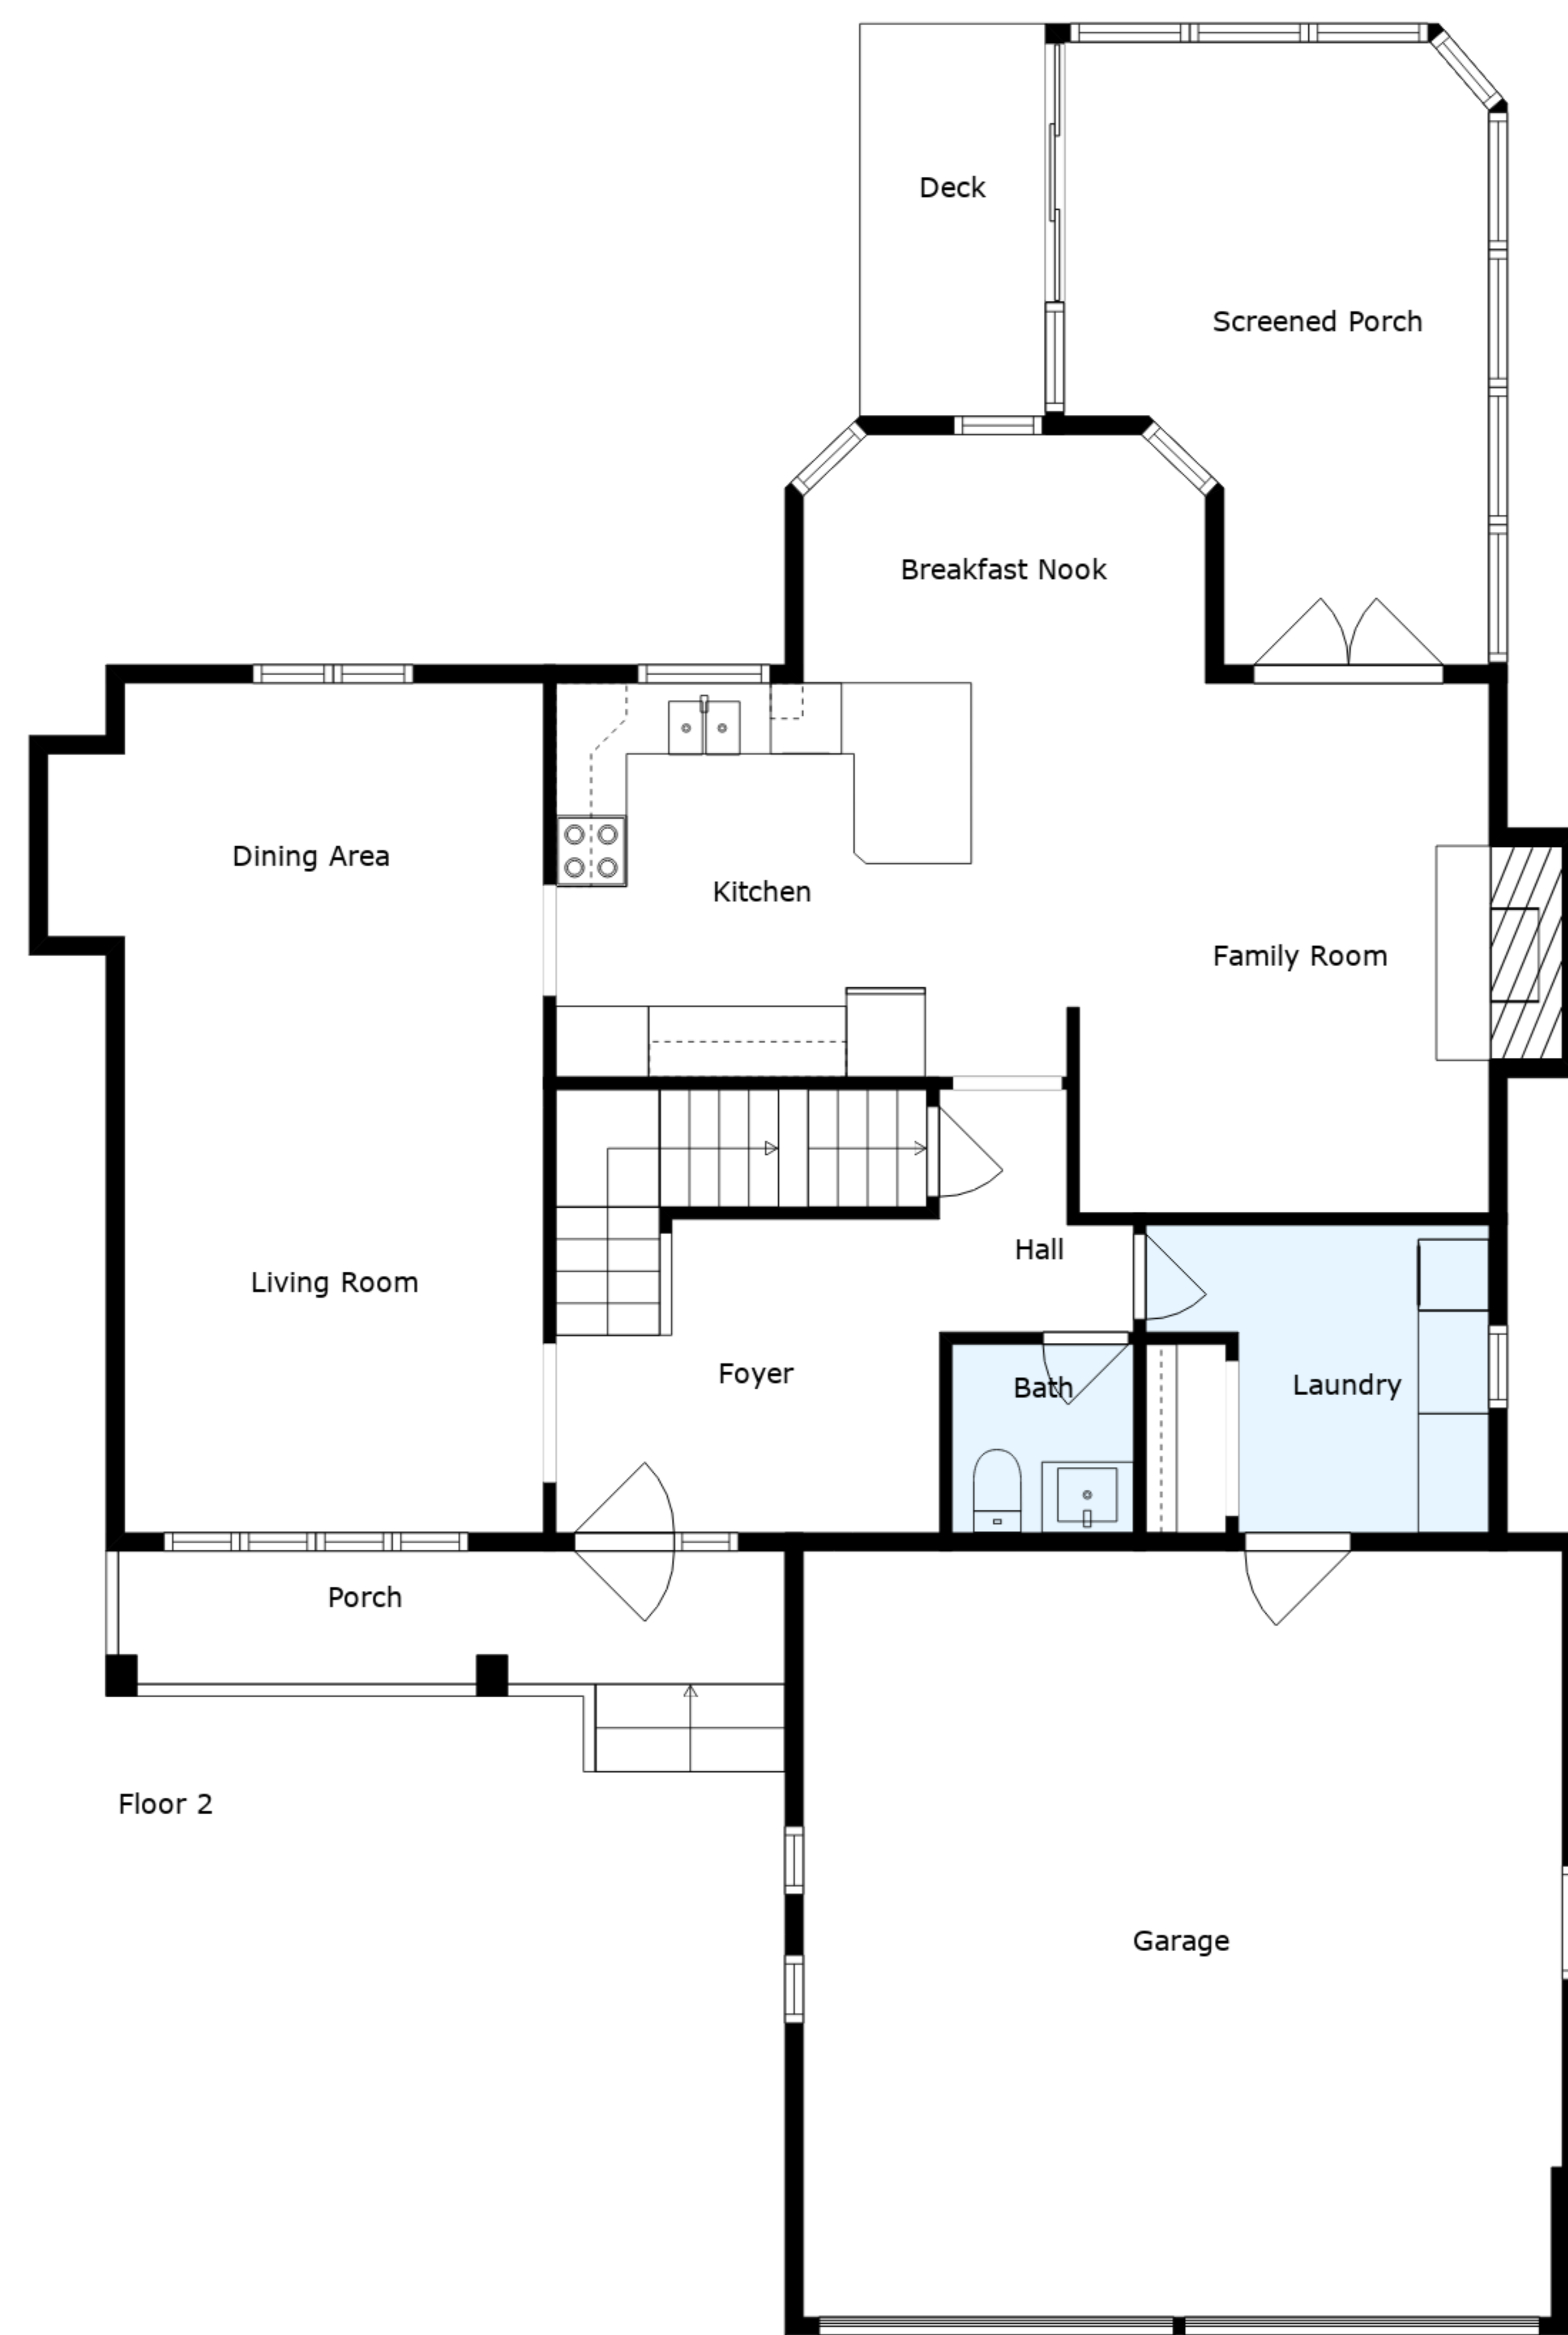 Deck
Screened Porch
Breakfast Nook
Dining Area
Kitchen
Family Room
Hall
Living Room
Foyer
Bath
Laundry
Porch
Floor 2
Garage